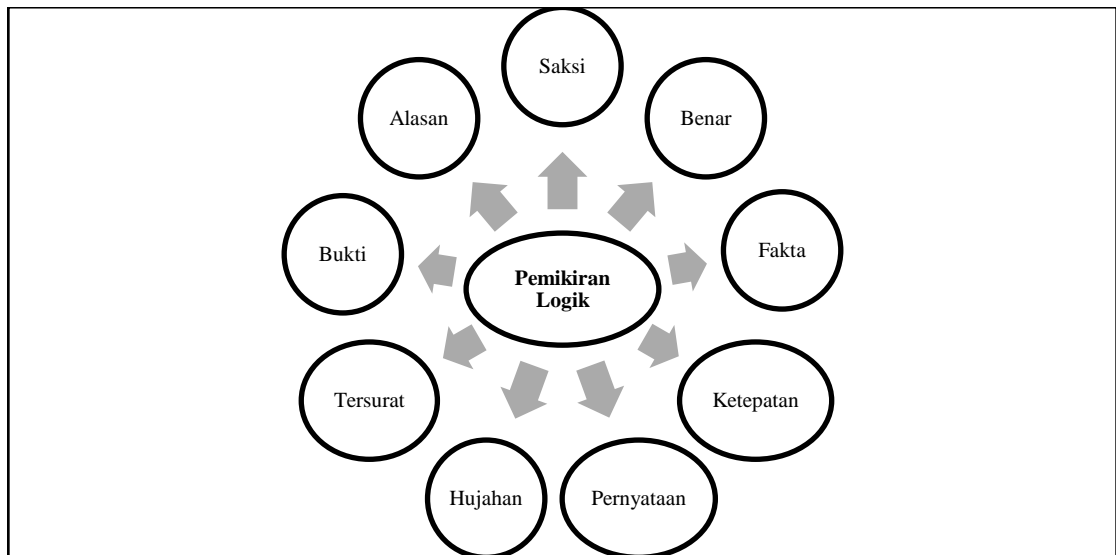 Saksi
Benar
Fakta
Ketepatan
Pernyataan
Hujahan
Tersurat
Bukti
Alasan
Pemikiran
Logik